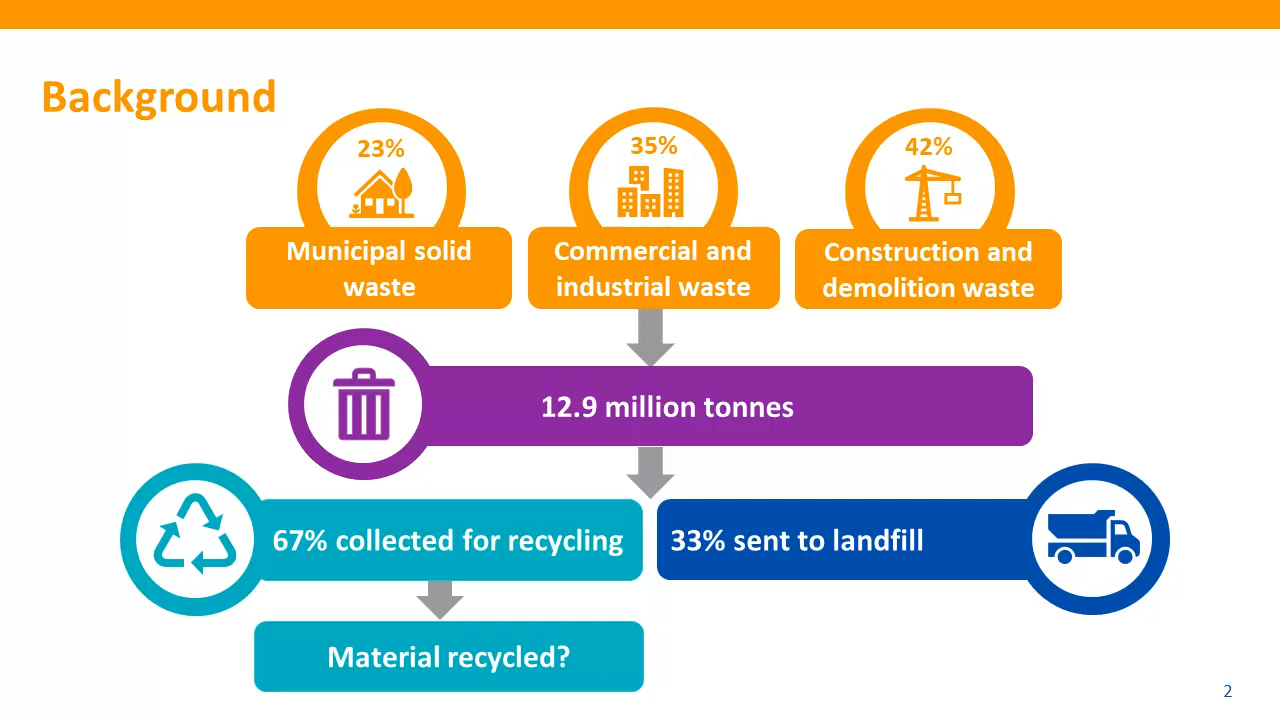 Background
23%
35%
42%
Municipal solid
waste
Commercial and
industrial waste
Construction and
demolition waste
12.9 million tonnes
67% collected for recycling
33% sent to landfill
Material recycled?
2